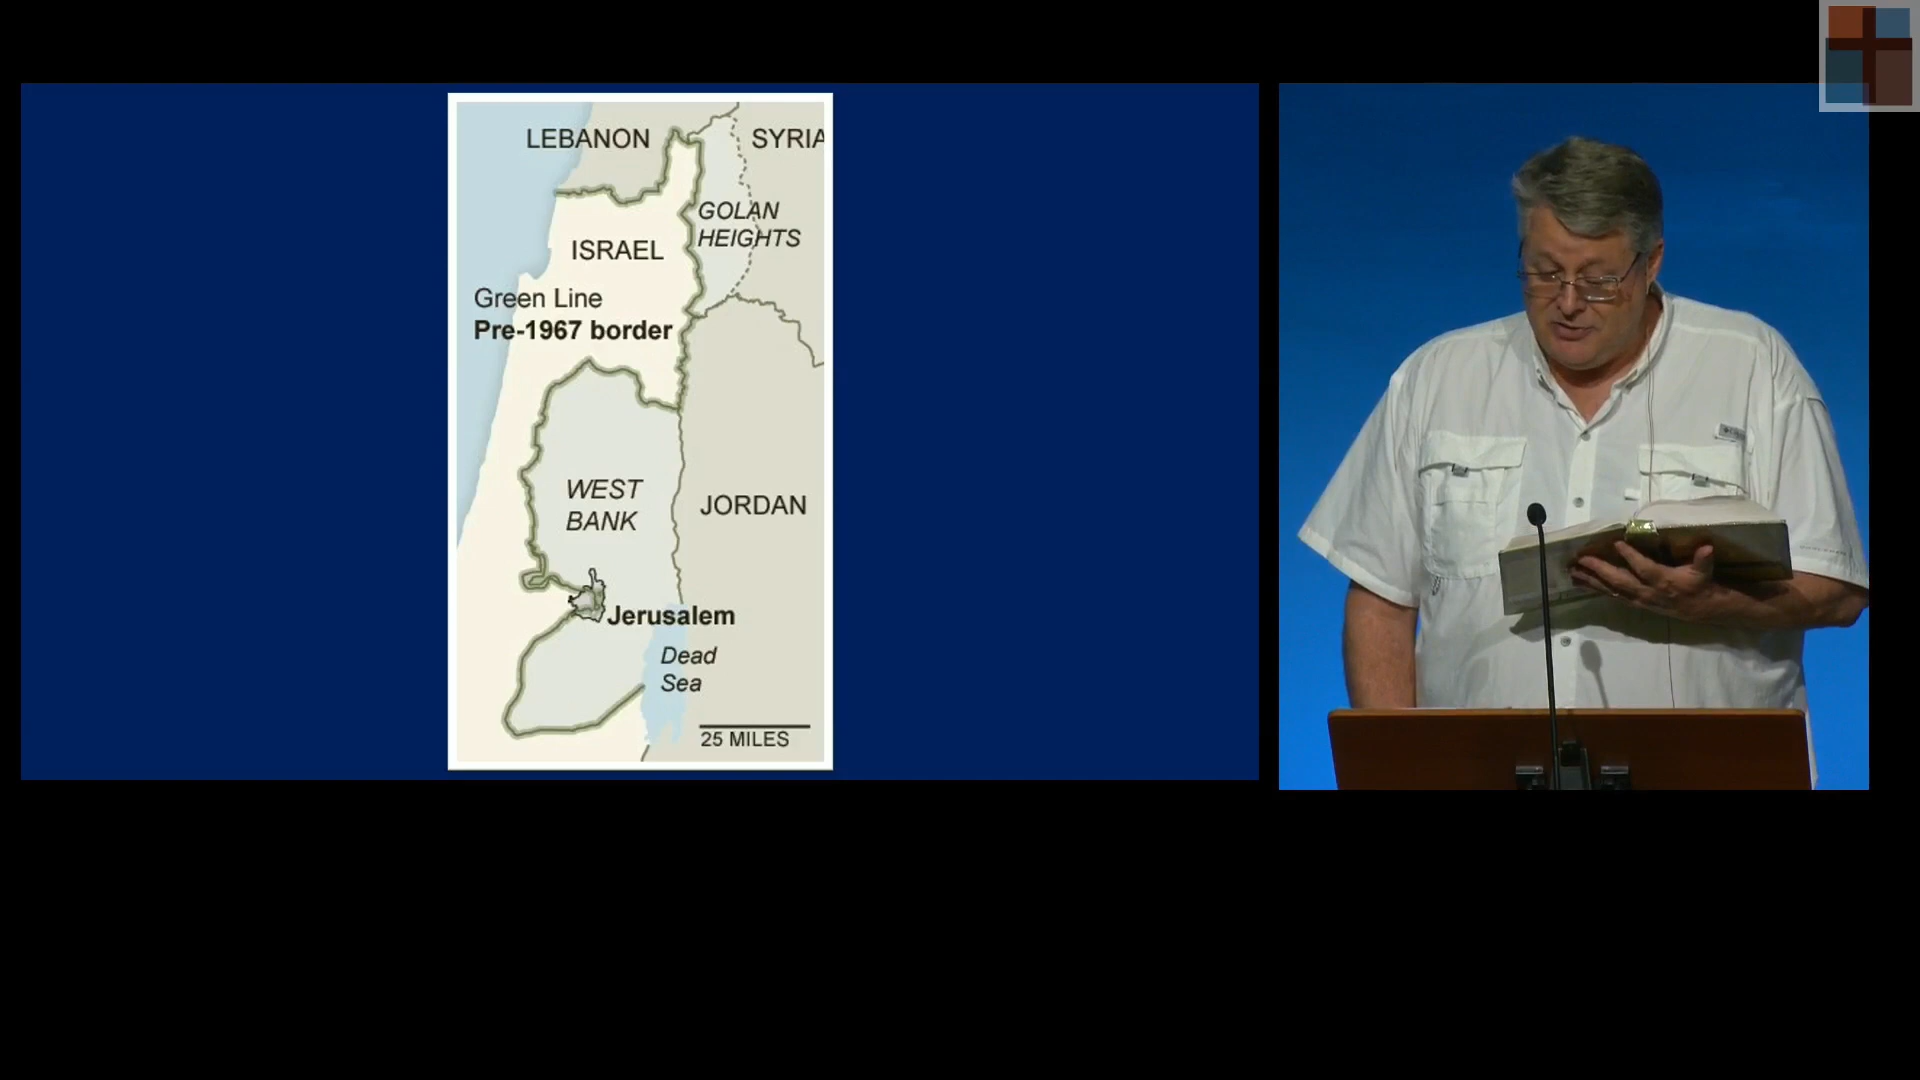 LEBANON
SYRIA
GOLAN
HEIGHTS
ISRAEL
Green Line
Pre-1967 border
WEST
BANK
JORDAN
Jerusalem
Dead
Sea
25 MILES